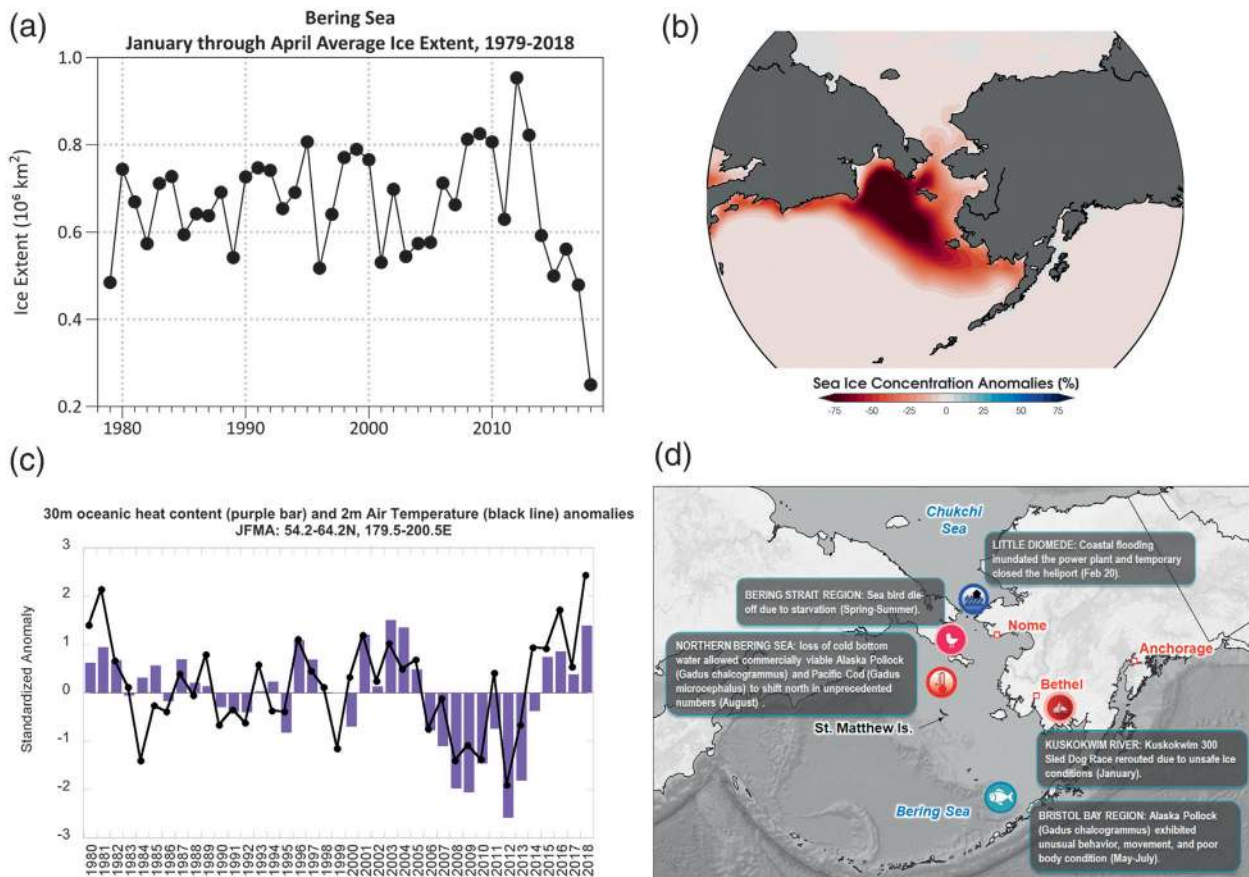 (a)
Bering Sea
January through April Average Ice Extent, 1979-2018
Ice Extent (10⁶ km²)
1.0
0.8
0.6
0.4
0.2
1980
1990
2000
2010
(b)
Sea Ice Concentration Anomalies (%)
-75 -50 -25 0 25 50 75
(c)
30m oceanic heat content (purple bar) and 2m Air Temperature (black line) anomalies
JFMA: 54.2-64.2N, 179.5-200.5E
Standardized Anomaly
3
2
1
0
-1
-2
-3
1980
1981
1982
1983
1984
1985
1986
1987
1988
1989
1990
1991
1992
1993
1994
1995
1996
1997
1998
1999
2000
2001
2002
2003
2004
2005
2006
2007
2008
2009
2010
2011
2012
2013
2014
2015
2016
2017
2018
(d)
Chukchi
Sea
LITTLE DIOMEDE: Coastal flooding
inundated the power plant and temporary
closed the heliport (Feb 20).
BERING STRAIT REGION: Sea bird die-
off due to starvation (Spring-Summer).
Nome
NORTHERN BERING SEA: loss of cold bottom
water allowed commercially viable Alaska Pollock
(Gadus chalcogrammus) and Pacific Cod (Gadus
microcephalus) to shift north in unprecedented
numbers (August) .
Anchorage
Bethel
St. Matthew Is.
KUSKOKWIM RIVER: Kuskokwim 300
Sled Dog Race rerouted due to unsafe ice
conditions (January).
Bering Sea
BRISTOL BAY REGION: Alaska Pollock
(Gadus chalcogrammus) exhibited
unusual behavior, movement, and poor
body condition (May-July).